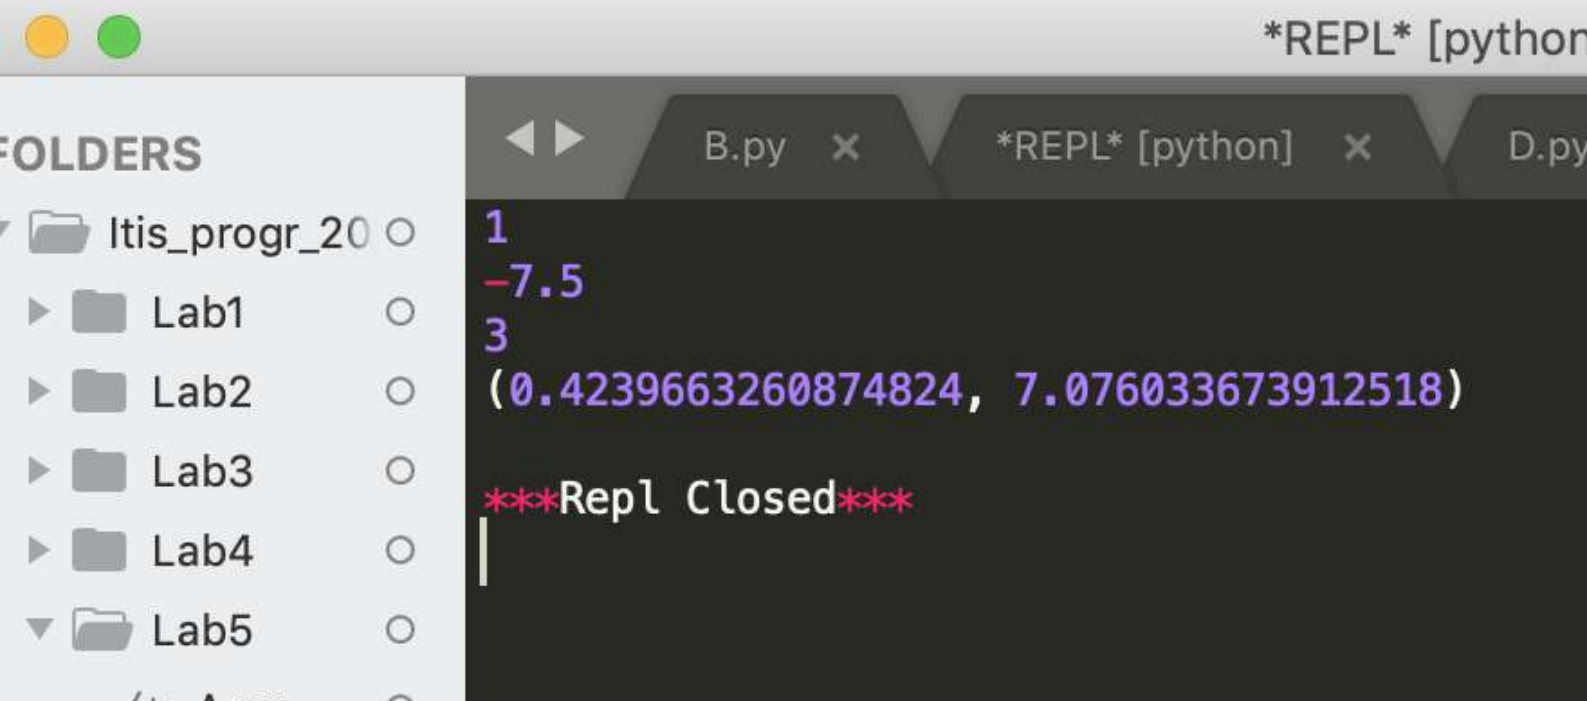 *REPL* [python
FOLDERS
B.py
*REPL* [python]
D.py
Itis_progr_20
Lab1
Lab2
Lab3
Lab4
Lab5
1
-7.5
3
(0.4239663260874824, 7.076033673912518)
***Repl Closed***